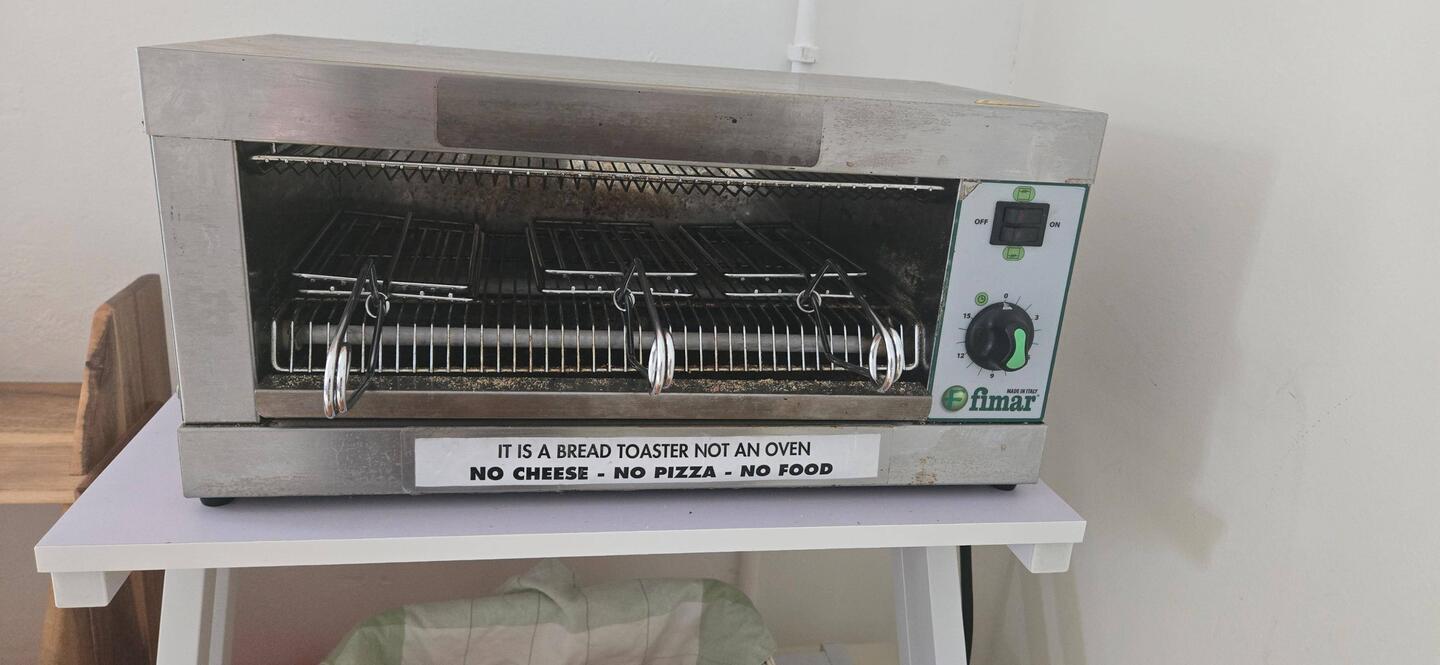 OFF
ON
0
15
3
12
9
MADE IN ITALY
fimar
IT IS A BREAD TOASTER NOT AN OVEN
NO CHEESE - NO PIZZA - NO FOOD